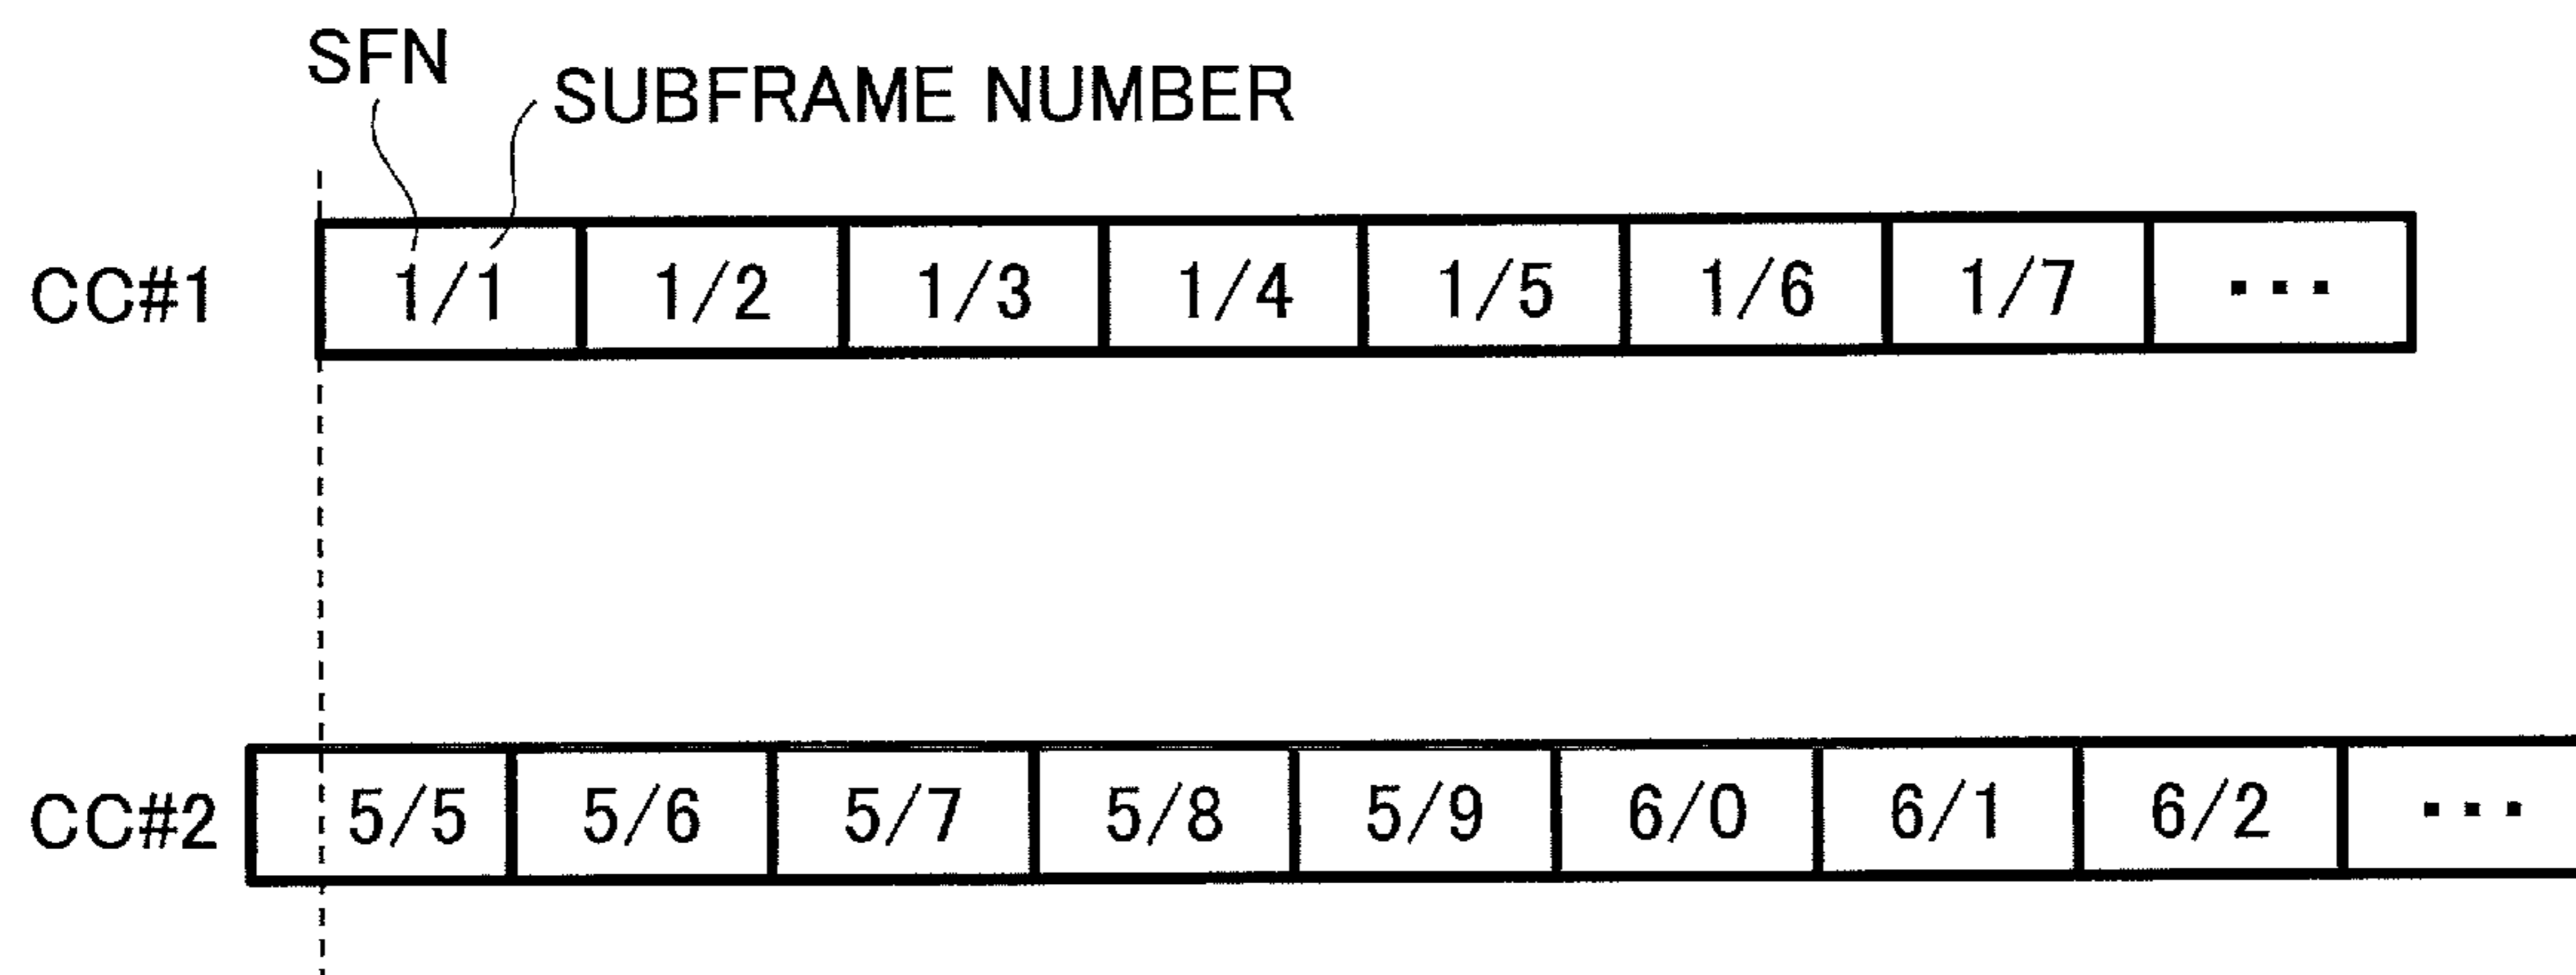 SFN
SUBFRAME NUMBER
CC#1 1/1 1/2 1/3 1/4 1/5 1/6 1/7 ...
CC#2 5/5 5/6 5/7 5/8 5/9 6/0 6/1 6/2 ...